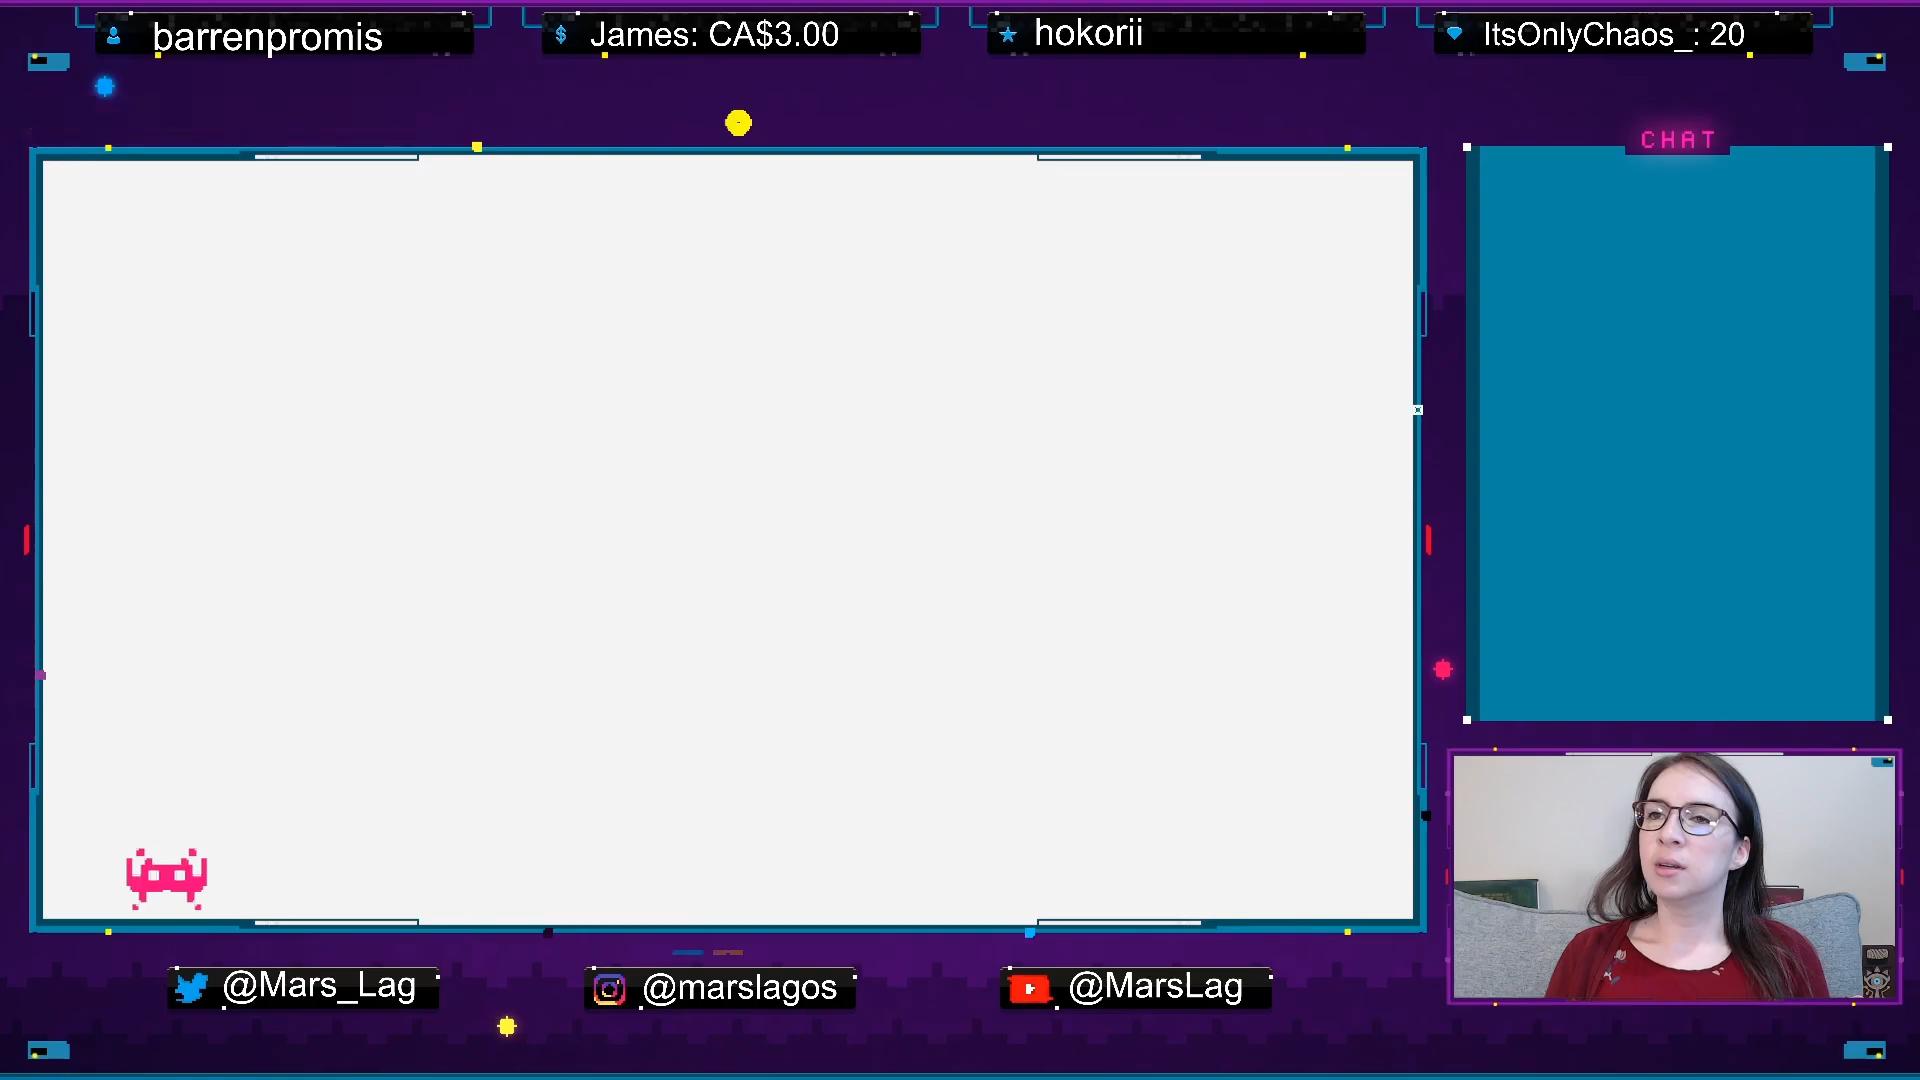 barrenpromis
James: CA$3.00
hokorii
ItsOnlyChaos_: 20
CHAT
@Mars_Lag
@marslagos
@MarsLag